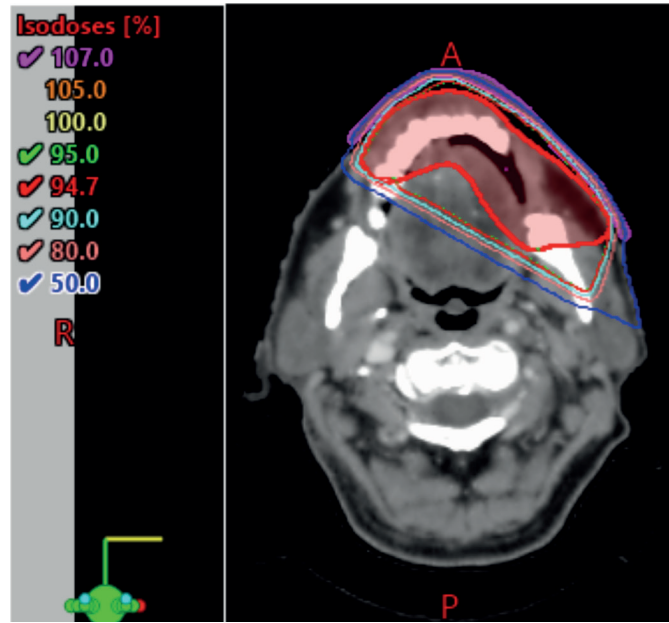 Isodoses [%]
✔ 107.0
105.0
100.0
✔ 95.0
✔ 94.7
✔ 90.0
✔ 80.0
✔ 50.0
R
A
P